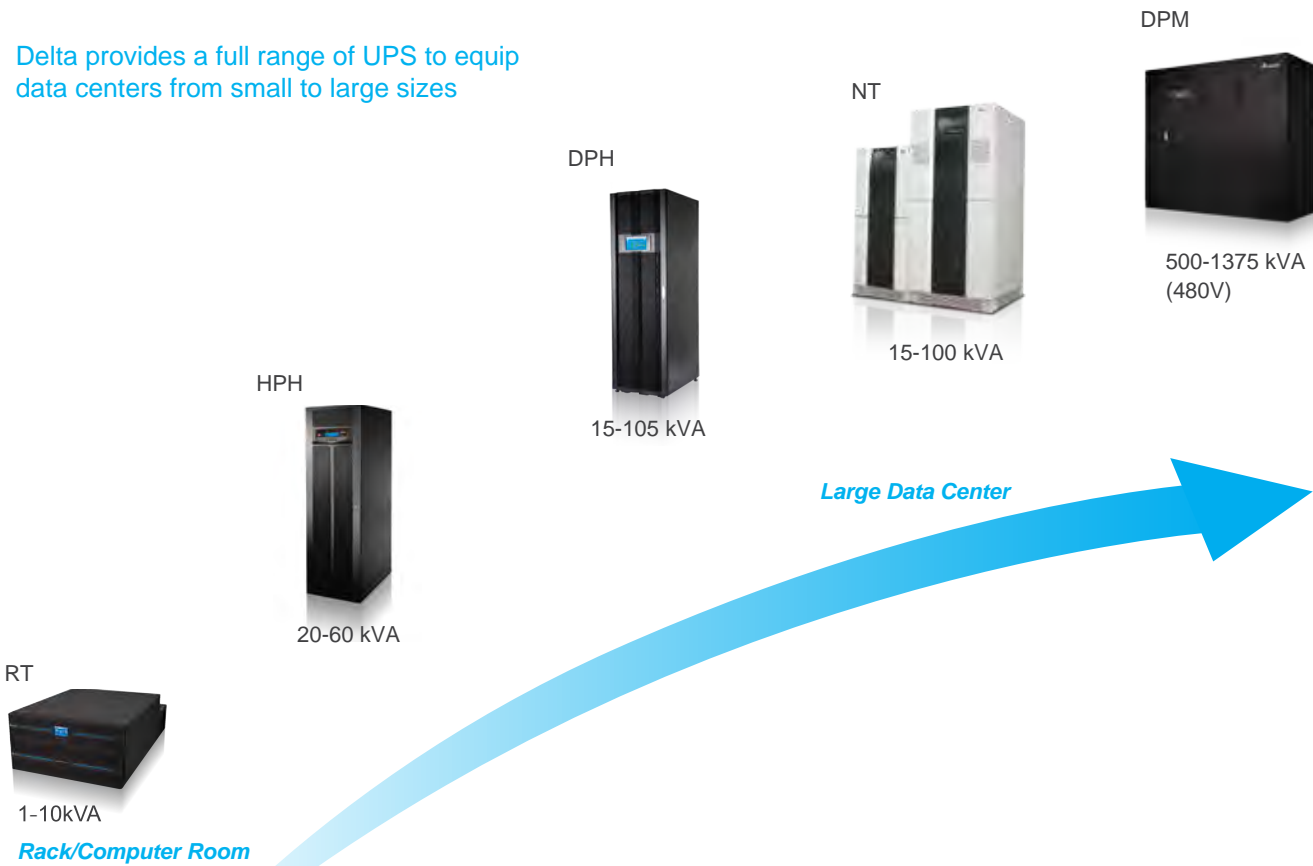 Delta provides a full range of UPS to equip
data centers from small to large sizes
DPM
500-1375 kVA
(480V)
NT
15-100 kVA
DPH
15-105 kVA
HPH
20-60 kVA
Large Data Center
RT
1-10kVA
Rack/Computer Room